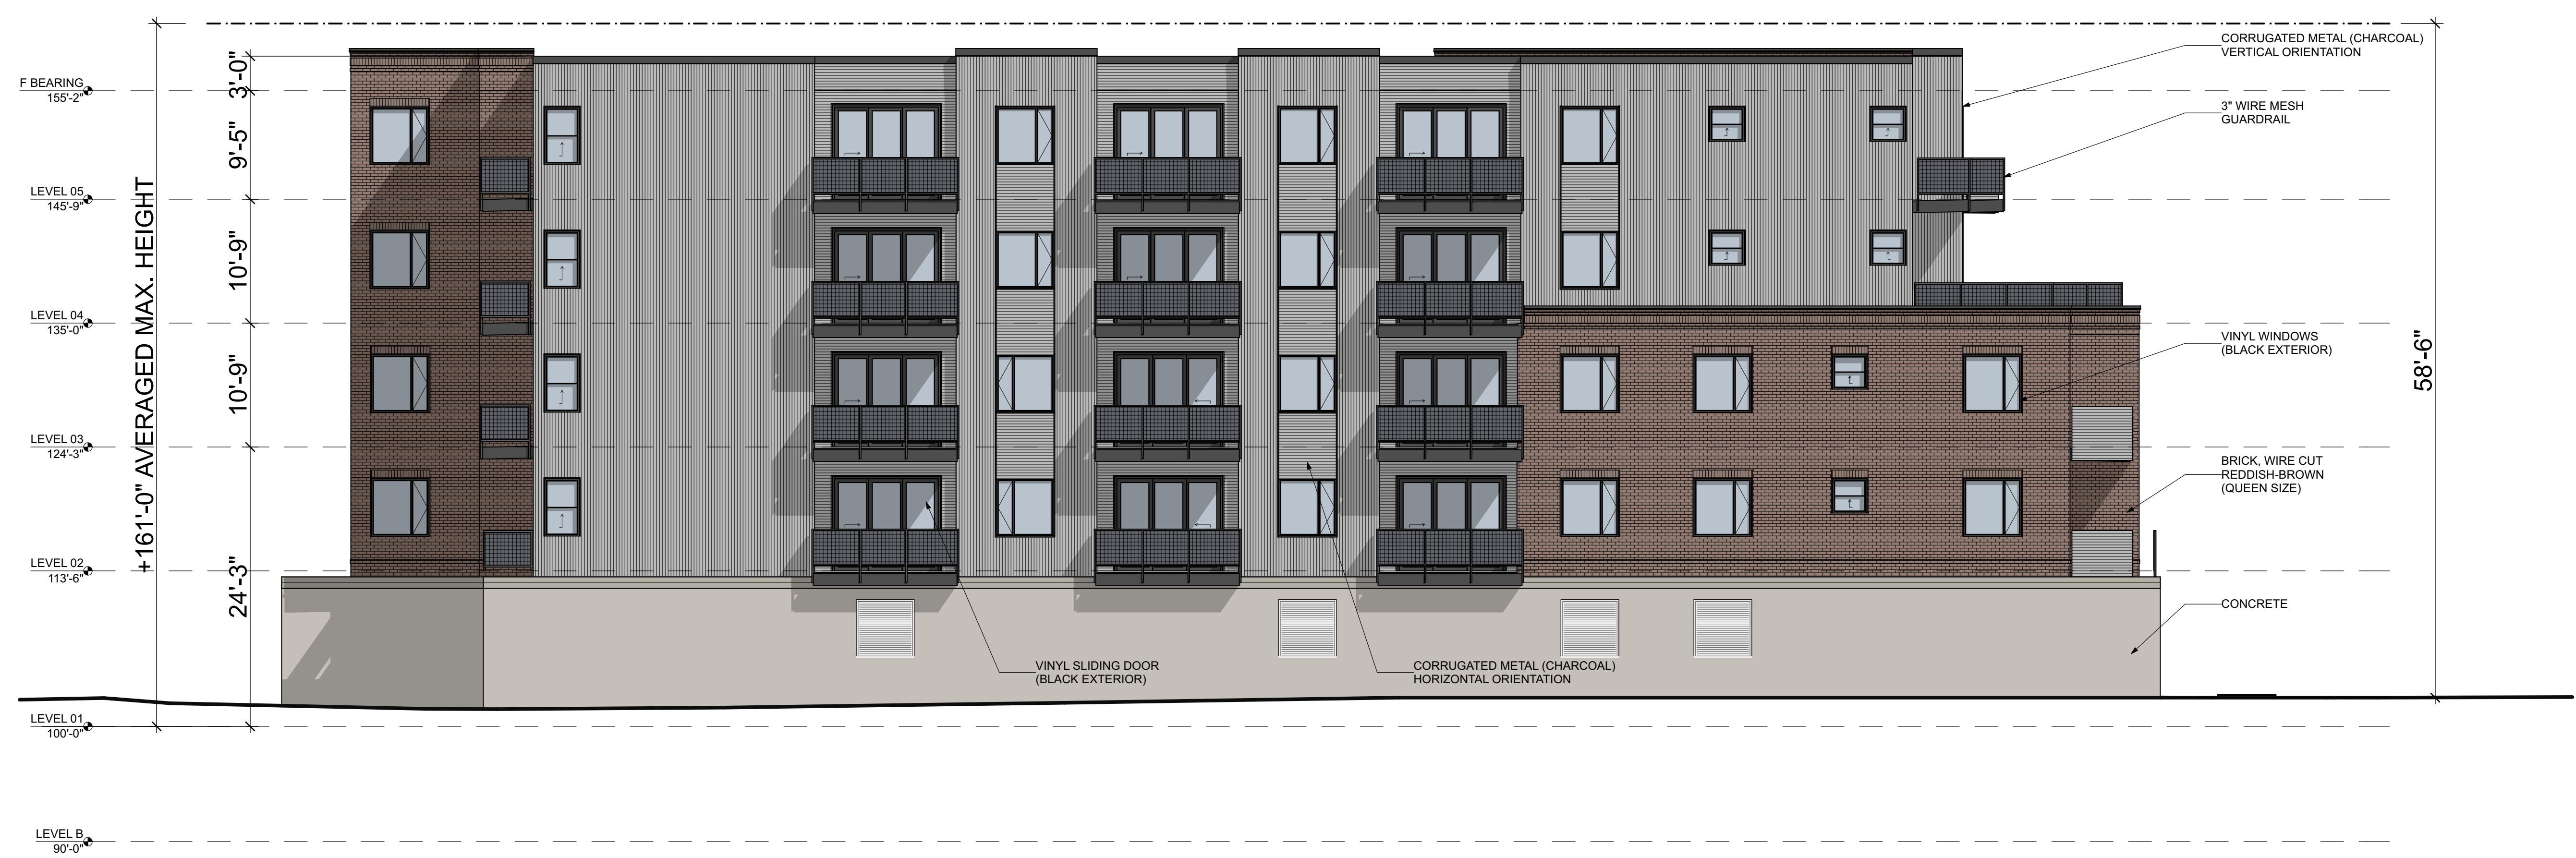 CORRUGATED METAL (CHARCOAL)
VERTICAL ORIENTATION
3" WIRE MESH
GUARDRAIL
VINYL WINDOWS
(BLACK EXTERIOR)
BRICK, WIRE CUT
REDDISH-BROWN
(QUEEN SIZE)
CONCRETE
58'-6"
F BEARING
155'-2"
LEVEL 05
145'-9"
LEVEL 04
135'-0"
LEVEL 03
124'-3"
LEVEL 02
113'-6"
LEVEL 01
100'-0"
LEVEL B
90'-0"
+161'-0" AVERAGED MAX. HEIGHT
3'-0"
9'-5"
10'-9"
10'-9"
24'-3"
VINYL SLIDING DOOR
(BLACK EXTERIOR)
CORRUGATED METAL (CHARCOAL)
HORIZONTAL ORIENTATION